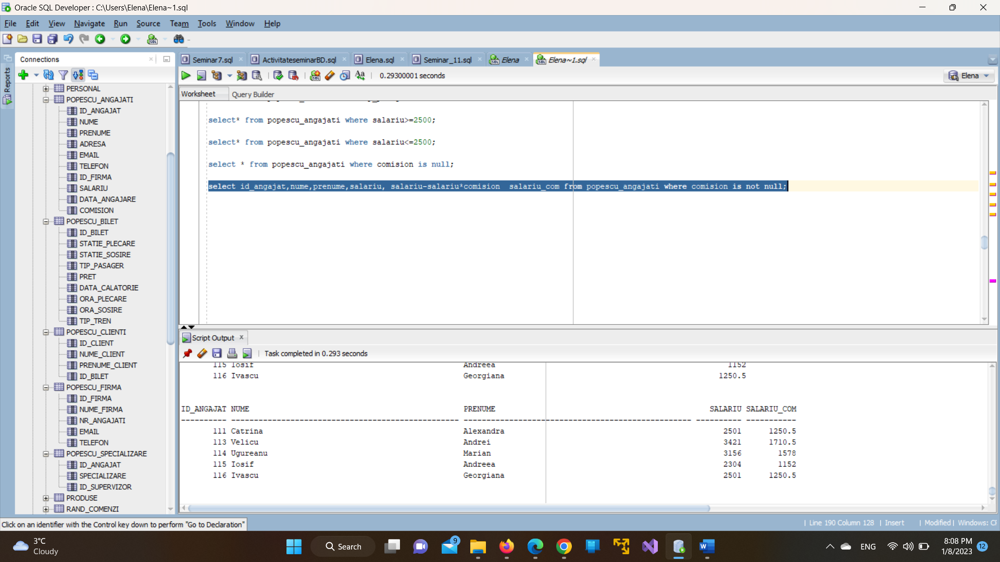 Oracle SQL Developer : C:\Users\Elena\Elena~1.sql
File Edit View Navigate Run Source Team Tools Window Help
Reports
Connections
Seminar7.sql ActivitateseminarBD.sql Elena.sql Seminar_11.sql Elena Elena~1.sql
0.29300001 seconds
Elena
Worksheet Query Builder
PERSONAL
POPESCU_ANGAJATI
ID_ANGAJAT
NUME
PRENUME
ADRESA
EMAIL
TELEFON
ID_FIRMA
SALARIU
DATA_ANGAJARE
COMISION
POPESCU_BILET
ID_BILET
STATIE_PLECARE
STATIE_SOSIRE
TIP_PASAGER
PRET
DATA_CALATORIE
ORA_PLECARE
ORA_SOSIRE
TIP_TREN
POPESCU_CLIENTI
ID_CLIENT
NUME_CLIENT
PRENUME_CLIENT
ID_BILET
POPESCU_FIRMA
ID_FIRMA
NUME_FIRMA
NR_ANGAJATI
EMAIL
TELEFON
POPESCU_SPECIALIZARE
ID_ANGAJAT
SPECIALIZARE
ID_SUPERVIZOR
PRODUSE
RAND_COMENZI
select* from popescu_angajati where salariu>=2500;
select* from popescu_angajati where salariu<=2500;
select * from popescu_angajati where comision is null;
select id_angajat,nume,prenume,salariu, salariu-salariu*comision  salariu_com from popescu_angajati where comision is not null;
Script Output
Task completed in 0.293 seconds
115 Iosif Andreea 1152
116 Ivascu Georgiana 1250.5
ID_ANGAJAT NUME PRENUME SALARIU SALARIU_COM
111 Catrina Alexandra 2501 1250.5
113 Velicu Andrei 3421 1710.5
114 Ugureanu Marian 3156 1578
115 Iosif Andreea 2304 1152
116 Ivascu Georgiana 2501 1250.5
Click on an identifier with the Control key down to perform "Go to Declaration"
Line 190 Column 128 Insert Modified Windows:
3°C
Cloudy
Search
9
ENG
8:08 PM
1/8/2023
12